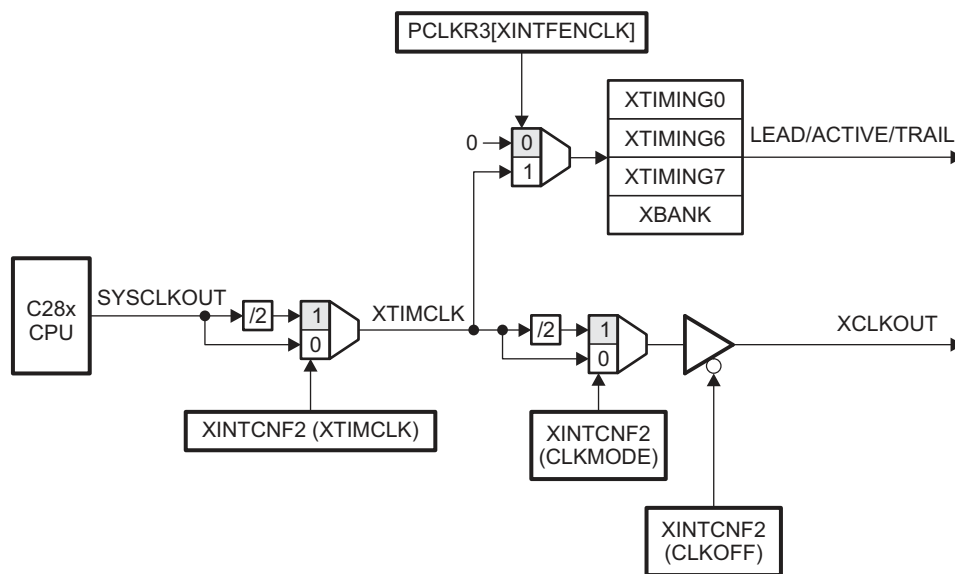 PCLKR3[XINTFENCLK]
XTIMING0
0
0
XTIMING6
LEAD/ACTIVE/TRAIL
1
XTIMING7
XBANK
C28x
CPU
SYSCLKOUT
/2
1
0
XTIMCLK
/2
1
0
XCLKOUT
XINTCNF2 (XTIMCLK)
XINTCNF2
(CLKMODE)
XINTCNF2
(CLKOFF)